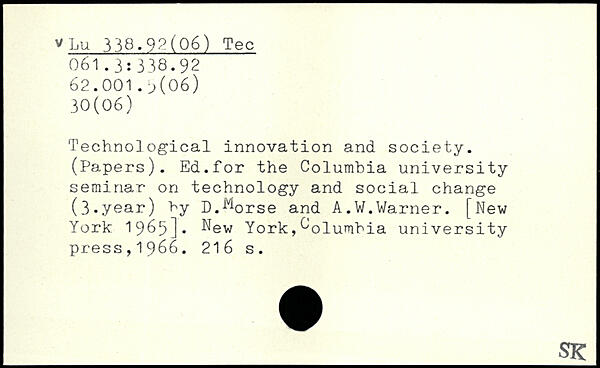 v Lu 338.92(06) Tec
061.3:338.92
62.001.5(06)
30(06)
Technological innovation and society.
(Papers). Ed.for the Columbia university
seminar on technology and social change
(3.year) by D.Morse and A.W.Warner. [New
York 1965]. New York,Columbia university
press,1966. 216 s.
SK